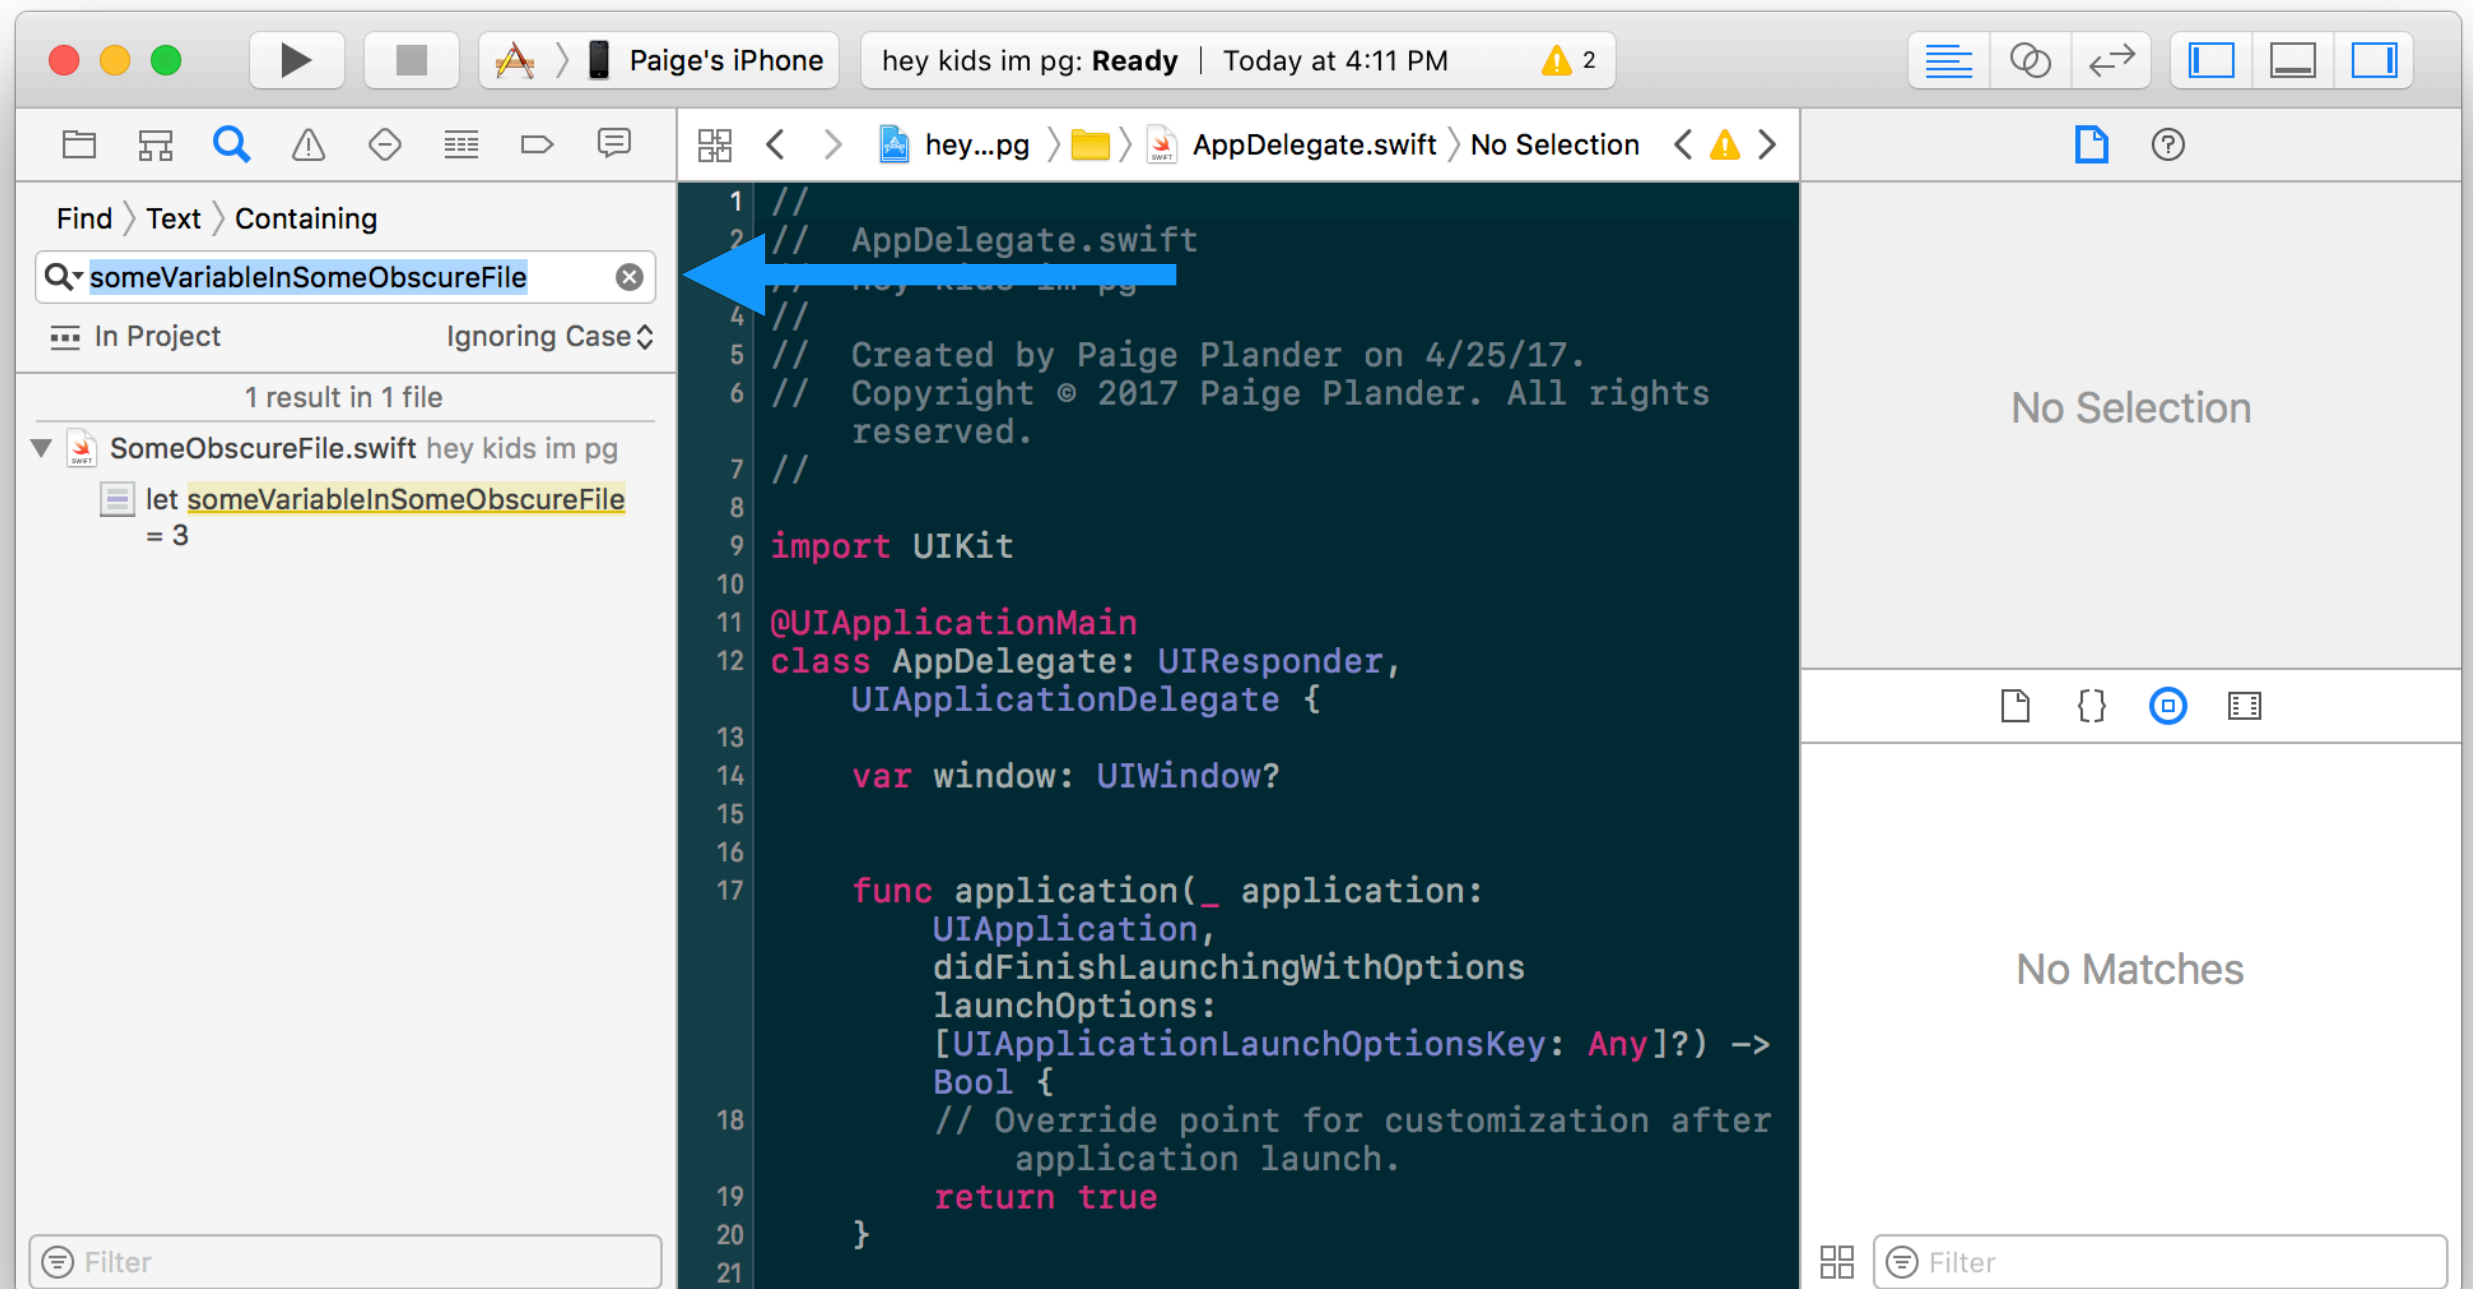 Paige's iPhone
hey kids im pg: Ready | Today at 4:11 PM
2
hey...pg
AppDelegate.swift
No Selection
Find
Text
Containing
someVariableInSomeObscureFile
In Project
Ignoring Case
1 result in 1 file
SomeObscureFile.swift hey kids im pg
let someVariableInSomeObscureFile
= 3
Filter
1 //
2 // AppDelegate.swift
// hey kids im pg
4 //
5 // Created by Paige Plander on 4/25/17.
6 // Copyright © 2017 Paige Plander. All rights
reserved.
7 //
8
9 import UIKit
10
11 @UIApplicationMain
12 class AppDelegate: UIResponder,
UIApplicationDelegate {
13
14 var window: UIWindow?
15
16
17 func application(_ application:
UIApplication,
didFinishLaunchingWithOptions
launchOptions:
[UIApplicationLaunchOptionsKey: Any]?) ->
Bool {
18 // Override point for customization after
application launch.
19 return true
20 }
21
No Selection
{}
No Matches
Filter